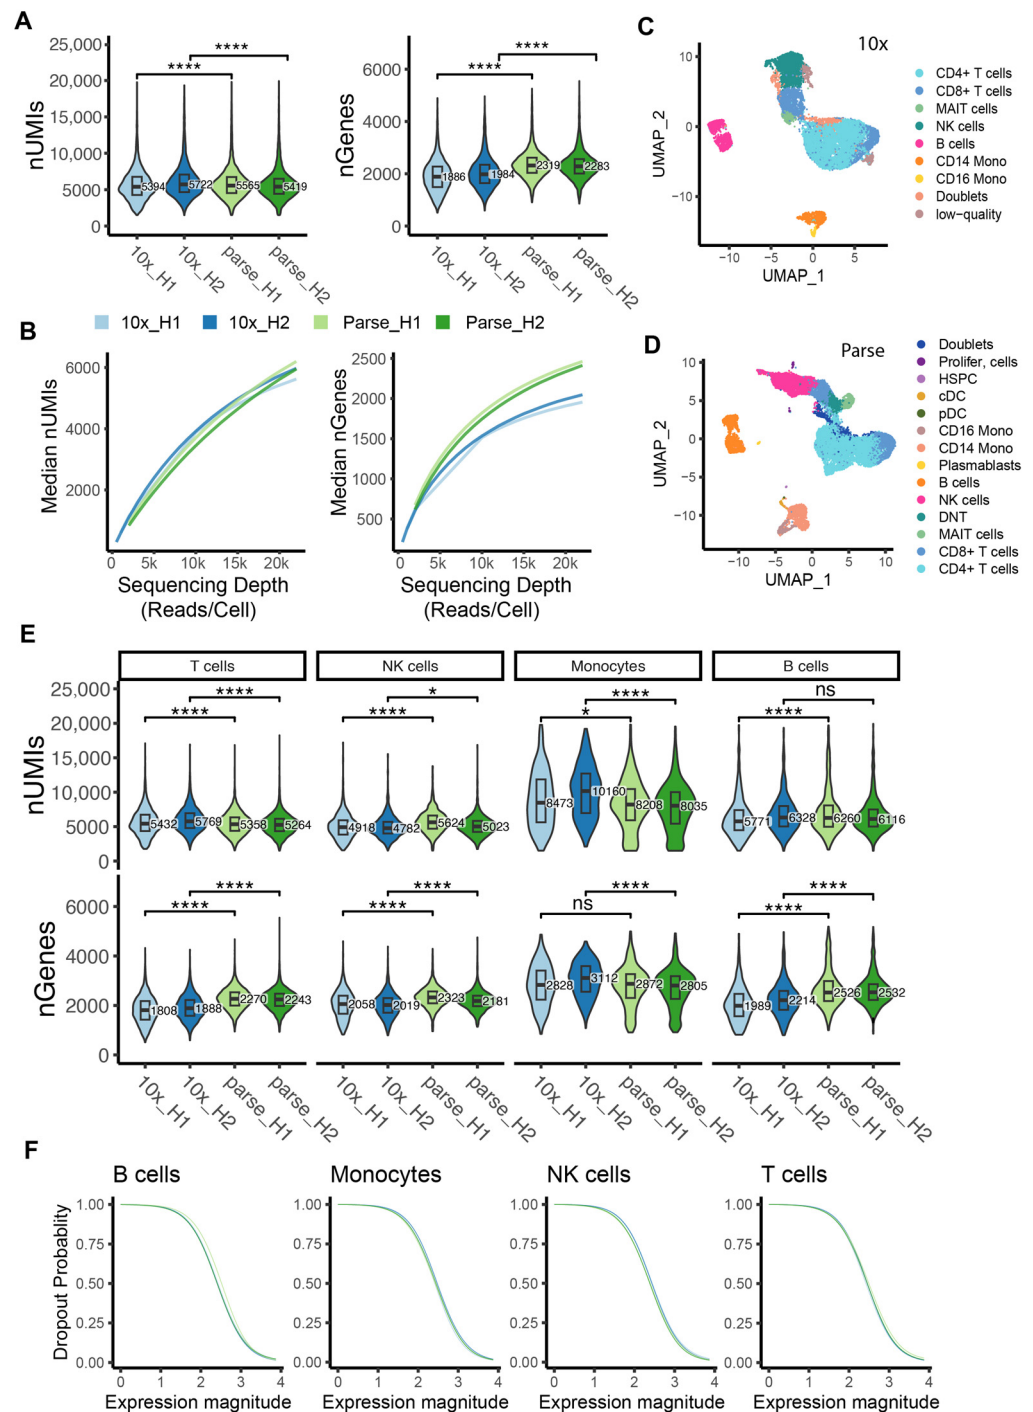 A
25,000
20,000
15,000
10,000
5000
0
nUMIs
****
****
5394
5722
5565
5419
10x_H1
10x_H2
parse_H1
parse_H2
6000
4000
2000
0
nGenes
****
****
1886
1984
2319
2283
10x_H1
10x_H2
parse_H1
parse_H2
C
10x
10
0
−10
UMAP_2
−10
−5
0
5
UMAP_1
CD4+ T cells
CD8+ T cells
MAIT cells
NK cells
B cells
CD14 Mono
CD16 Mono
Doublets
low−quality
B
10x_H1
10x_H2
Parse_H1
Parse_H2
6000
4000
2000
Median nUMIs
0
5k
10k
15k
20k
Sequencing Depth
(Reads/Cell)
2500
2000
1500
1000
500
Median nGenes
0
5k
10k
15k
20k
Sequencing Depth
(Reads/Cell)
D
Parse
10
5
0
−5
−10
UMAP_2
−10
−5
0
5
10
UMAP_1
Doublets
Prolifer, cells
HSPC
cDC
pDC
CD16 Mono
CD14 Mono
Plasmablasts
B cells
NK cells
DNT
MAIT cells
CD8+ T cells
CD4+ T cells
E
T cells
NK cells
Monocytes
B cells
25,000
20,000
15,000
10,000
5000
0
nUMIs
****
****
5432
5769
5358
5264
*
****
4918
4782
5624
5023
****
*
8473
10160
8208
8035
ns
****
5771
6328
6260
6116
6000
4000
2000
0
nGenes
****
****
1808
1888
2270
2243
****
****
2058
2019
2323
2181
****
ns
2828
3112
2872
2805
****
****
1989
2214
2526
2532
10x_H1
10x_H2
parse_H1
parse_H2
10x_H1
10x_H2
parse_H1
parse_H2
10x_H1
10x_H2
parse_H1
parse_H2
10x_H1
10x_H2
parse_H1
parse_H2
F
B cells
Dropout Probablity
1.00
0.75
0.50
0.25
0.00
0
1
2
3
4
Expression magnitude
Monocytes
1.00
0.75
0.50
0.25
0.00
0
1
2
3
4
Expression magnitude
NK cells
1.00
0.75
0.50
0.25
0.00
0
1
2
3
4
Expression magnitude
T cells
1.00
0.75
0.50
0.25
0.00
0
1
2
3
4
Expression magnitude